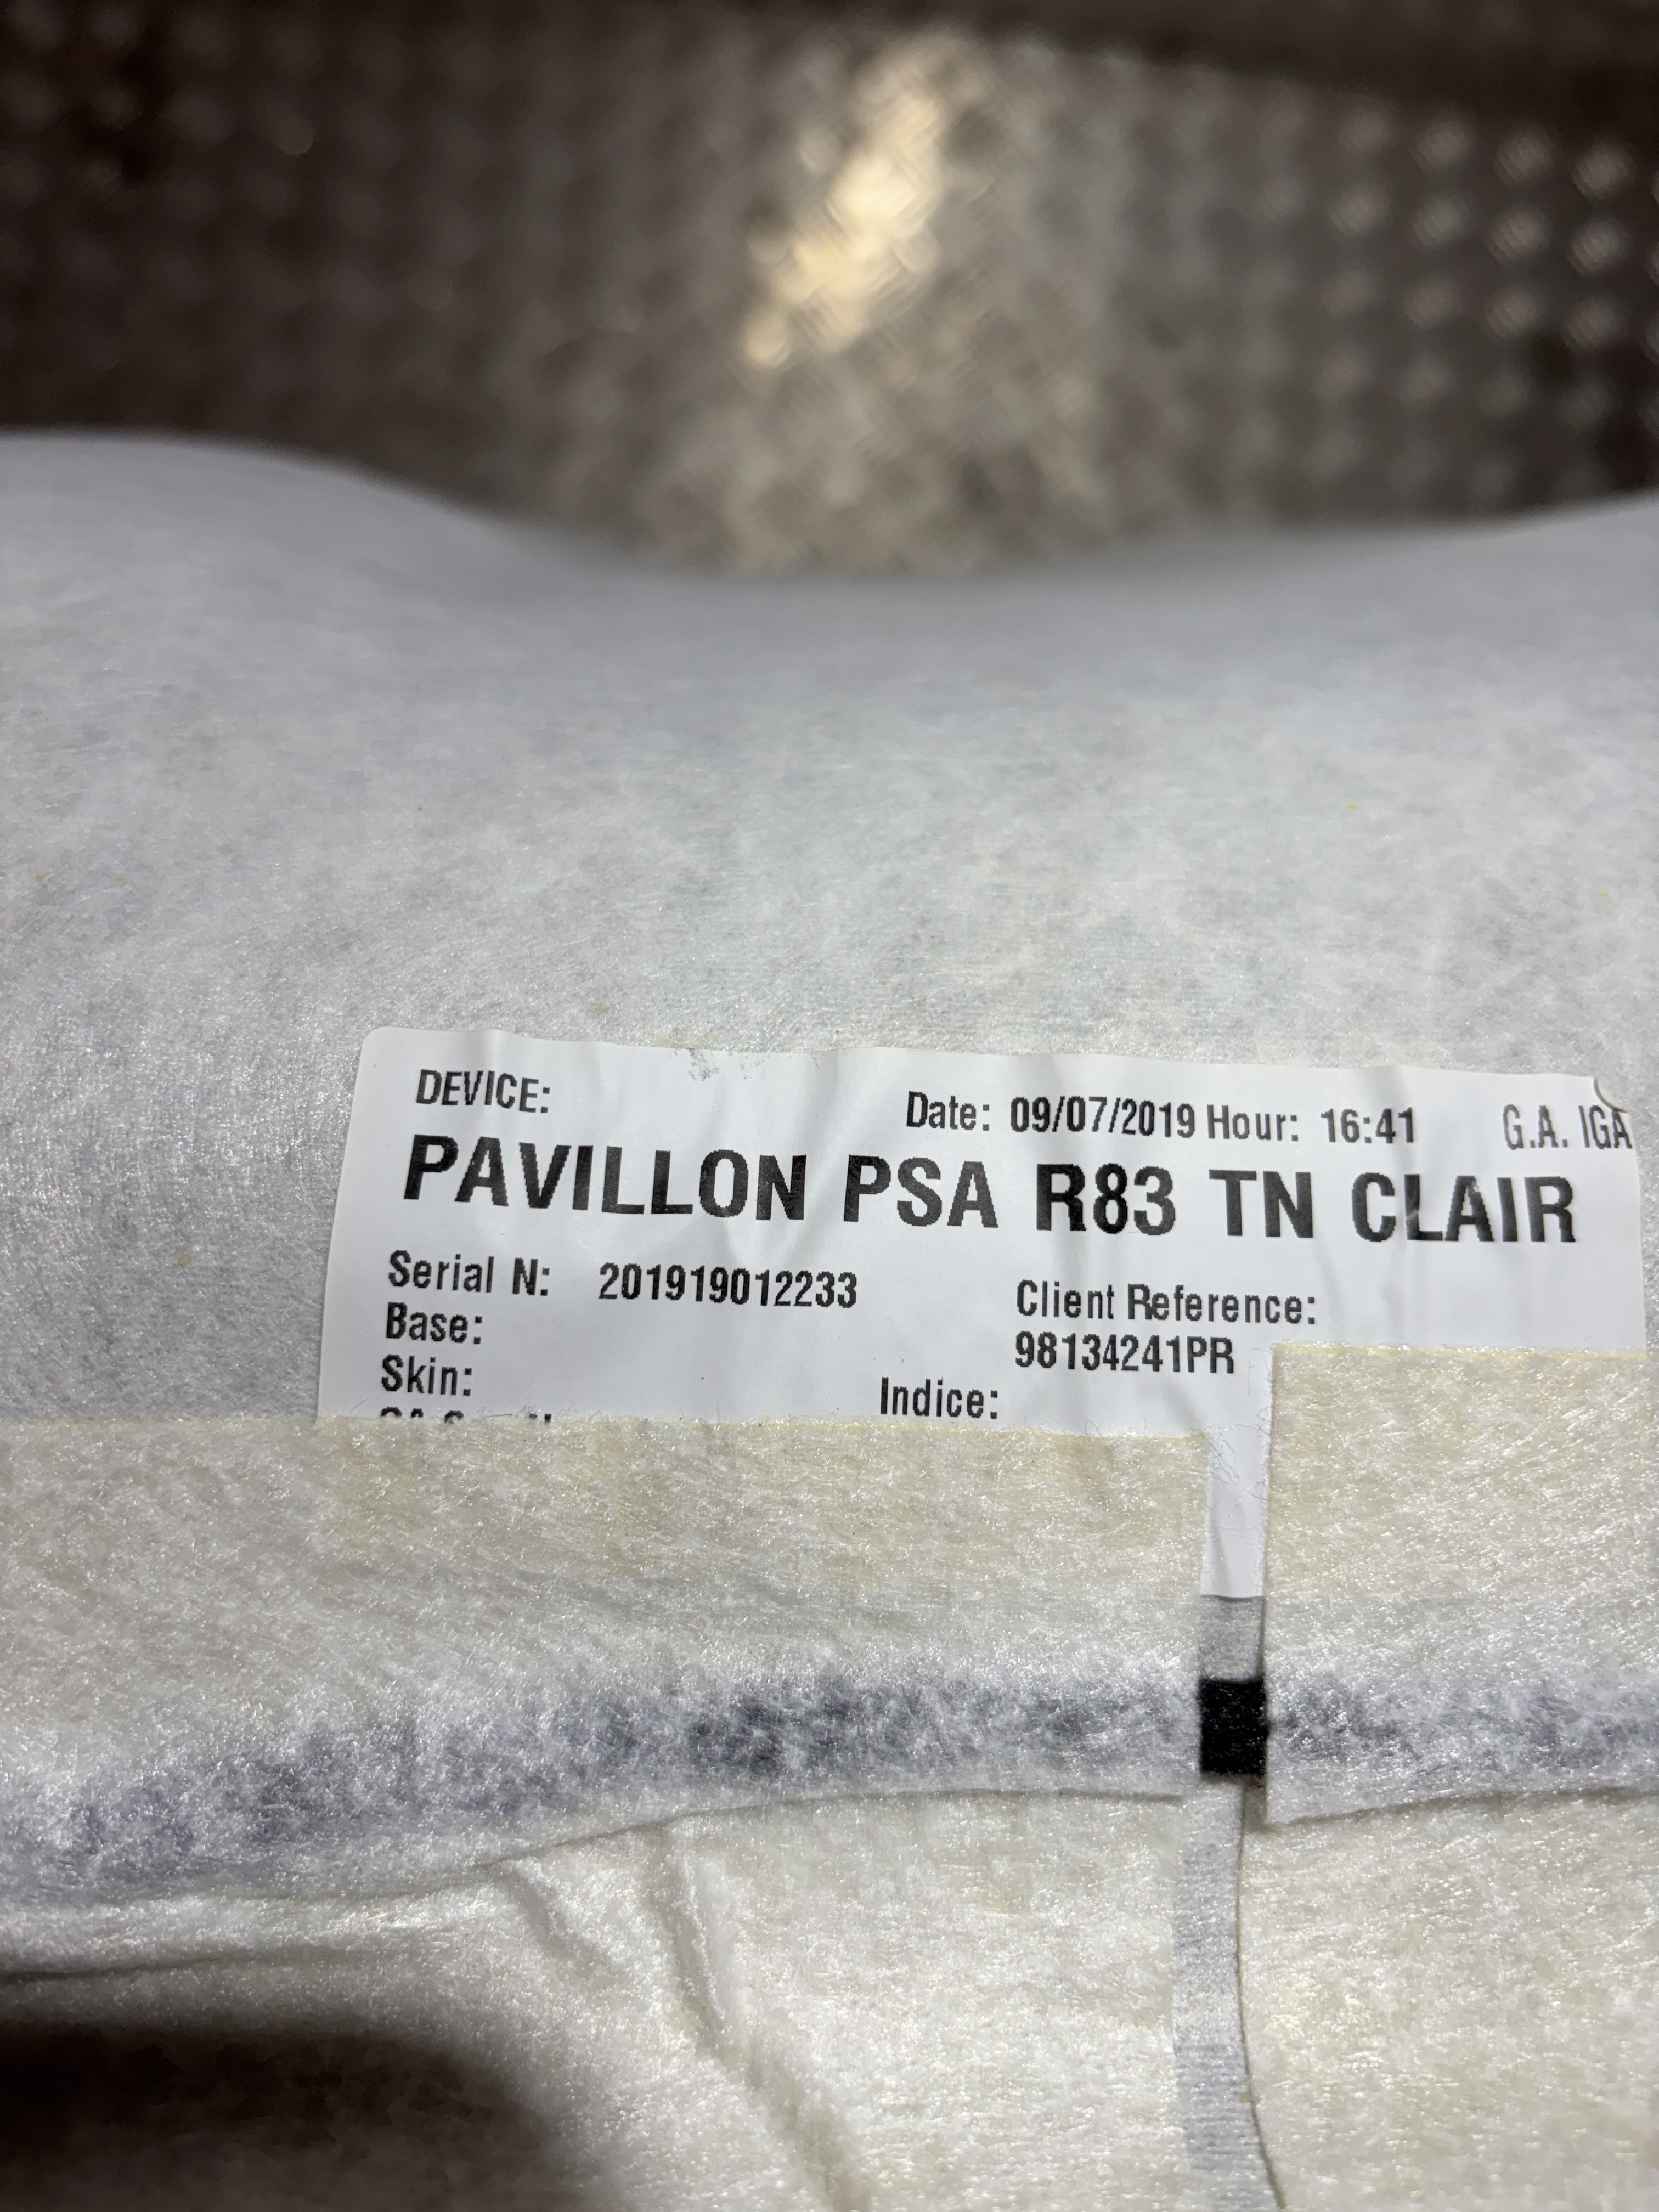 DEVICE:
Date: 09/07/2019 Hour: 16:41 G.A. IGA
PAVILLON PSA R83 TN CLAIR
Serial N: 201919012233
Client Reference:
98134241PR
Base:
Skin:
Indice: